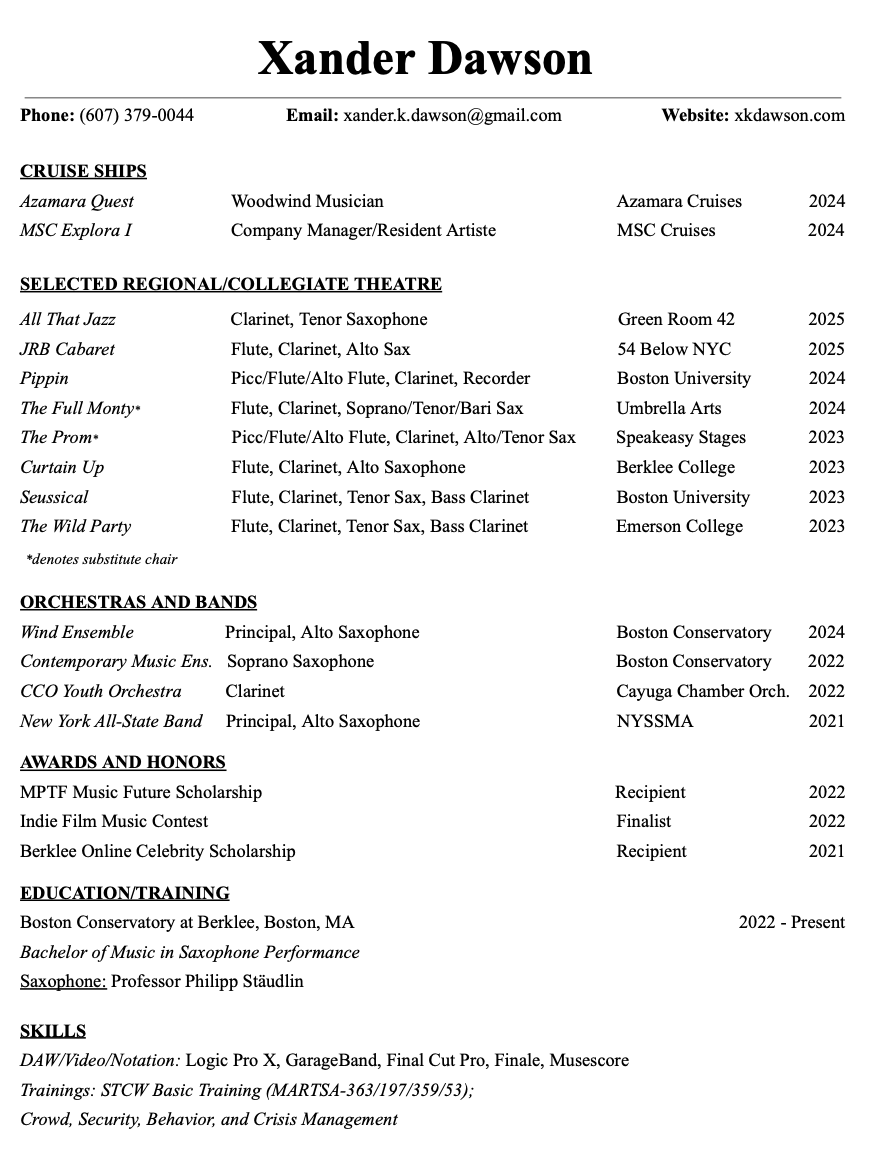 Xander Dawson
Phone: (607) 379-0044 Email: xander.k.dawson@gmail.com Website: xkdawson.com
CRUISE SHIPS
Azamara Quest Woodwind Musician Azamara Cruises 2024
MSC Explora I Company Manager/Resident Artiste MSC Cruises 2024
SELECTED REGIONAL/COLLEGIATE THEATRE
All That Jazz Clarinet, Tenor Saxophone Green Room 42 2025
JRB Cabaret Flute, Clarinet, Alto Sax 54 Below NYC 2025
Pippin Picc/Flute/Alto Flute, Clarinet, Recorder Boston University 2024
The Full Monty* Flute, Clarinet, Soprano/Tenor/Bari Sax Umbrella Arts 2024
The Prom* Picc/Flute/Alto Flute, Clarinet, Alto/Tenor Sax Speakeasy Stages 2023
Curtain Up Flute, Clarinet, Alto Saxophone Berklee College 2023
Seussical Flute, Clarinet, Tenor Sax, Bass Clarinet Boston University 2023
The Wild Party Flute, Clarinet, Tenor Sax, Bass Clarinet Emerson College 2023
*denotes substitute chair
ORCHESTRAS AND BANDS
Wind Ensemble Principal, Alto Saxophone Boston Conservatory 2024
Contemporary Music Ens. Soprano Saxophone Boston Conservatory 2022
CCO Youth Orchestra Clarinet Cayuga Chamber Orch. 2022
New York All-State Band Principal, Alto Saxophone NYSSMA 2021
AWARDS AND HONORS
MPTF Music Future Scholarship Recipient 2022
Indie Film Music Contest Finalist 2022
Berklee Online Celebrity Scholarship Recipient 2021
EDUCATION/TRAINING
Boston Conservatory at Berklee, Boston, MA 2022 - Present
Bachelor of Music in Saxophone Performance
Saxophone: Professor Philipp Stäudlin
SKILLS
DAW/Video/Notation: Logic Pro X, GarageBand, Final Cut Pro, Finale, Musescore
Trainings: STCW Basic Training (MARTSA-363/197/359/53);
Crowd, Security, Behavior, and Crisis Management